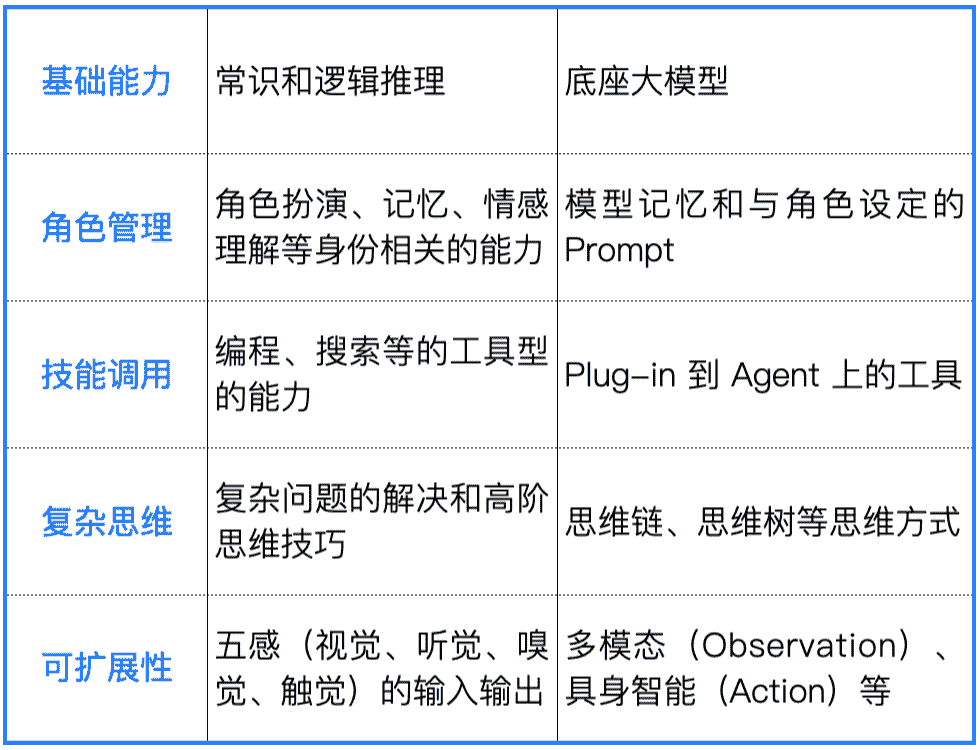 基础能力
常识和逻辑推理
底座大模型
角色管理
角色扮演、记忆、情感
理解等身份相关的能力
模型记忆和与角色设定的
Prompt
技能调用
编程、搜索等的工具型
的能力
Plug-in 到 Agent 上的工具
复杂思维
复杂问题的解决和高阶
思维技巧
思维链、思维树等思维方式
可扩展性
五感（视觉、听觉、嗅
觉、触觉）的输入输出
多模态（Observation）、
具身智能（Action）等